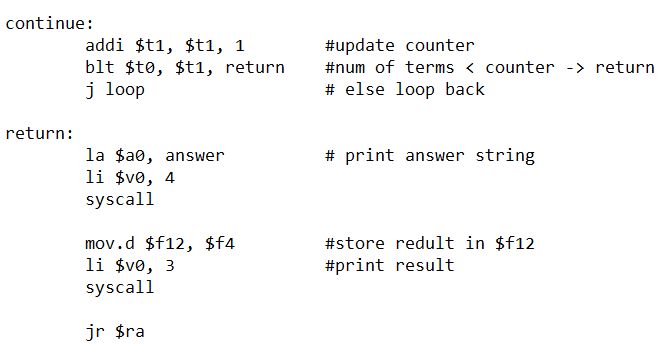 continue:
addi $t1, $t1, 1 #update counter
blt $t0, $t1, return #num of terms < counter -> return
j loop # else loop back
return:
la $a0, answer # print answer string
li $v0, 4
syscall
mov.d $f12, $f4 #store redult in $f12
li $v0, 3 #print result
syscall
jr $ra